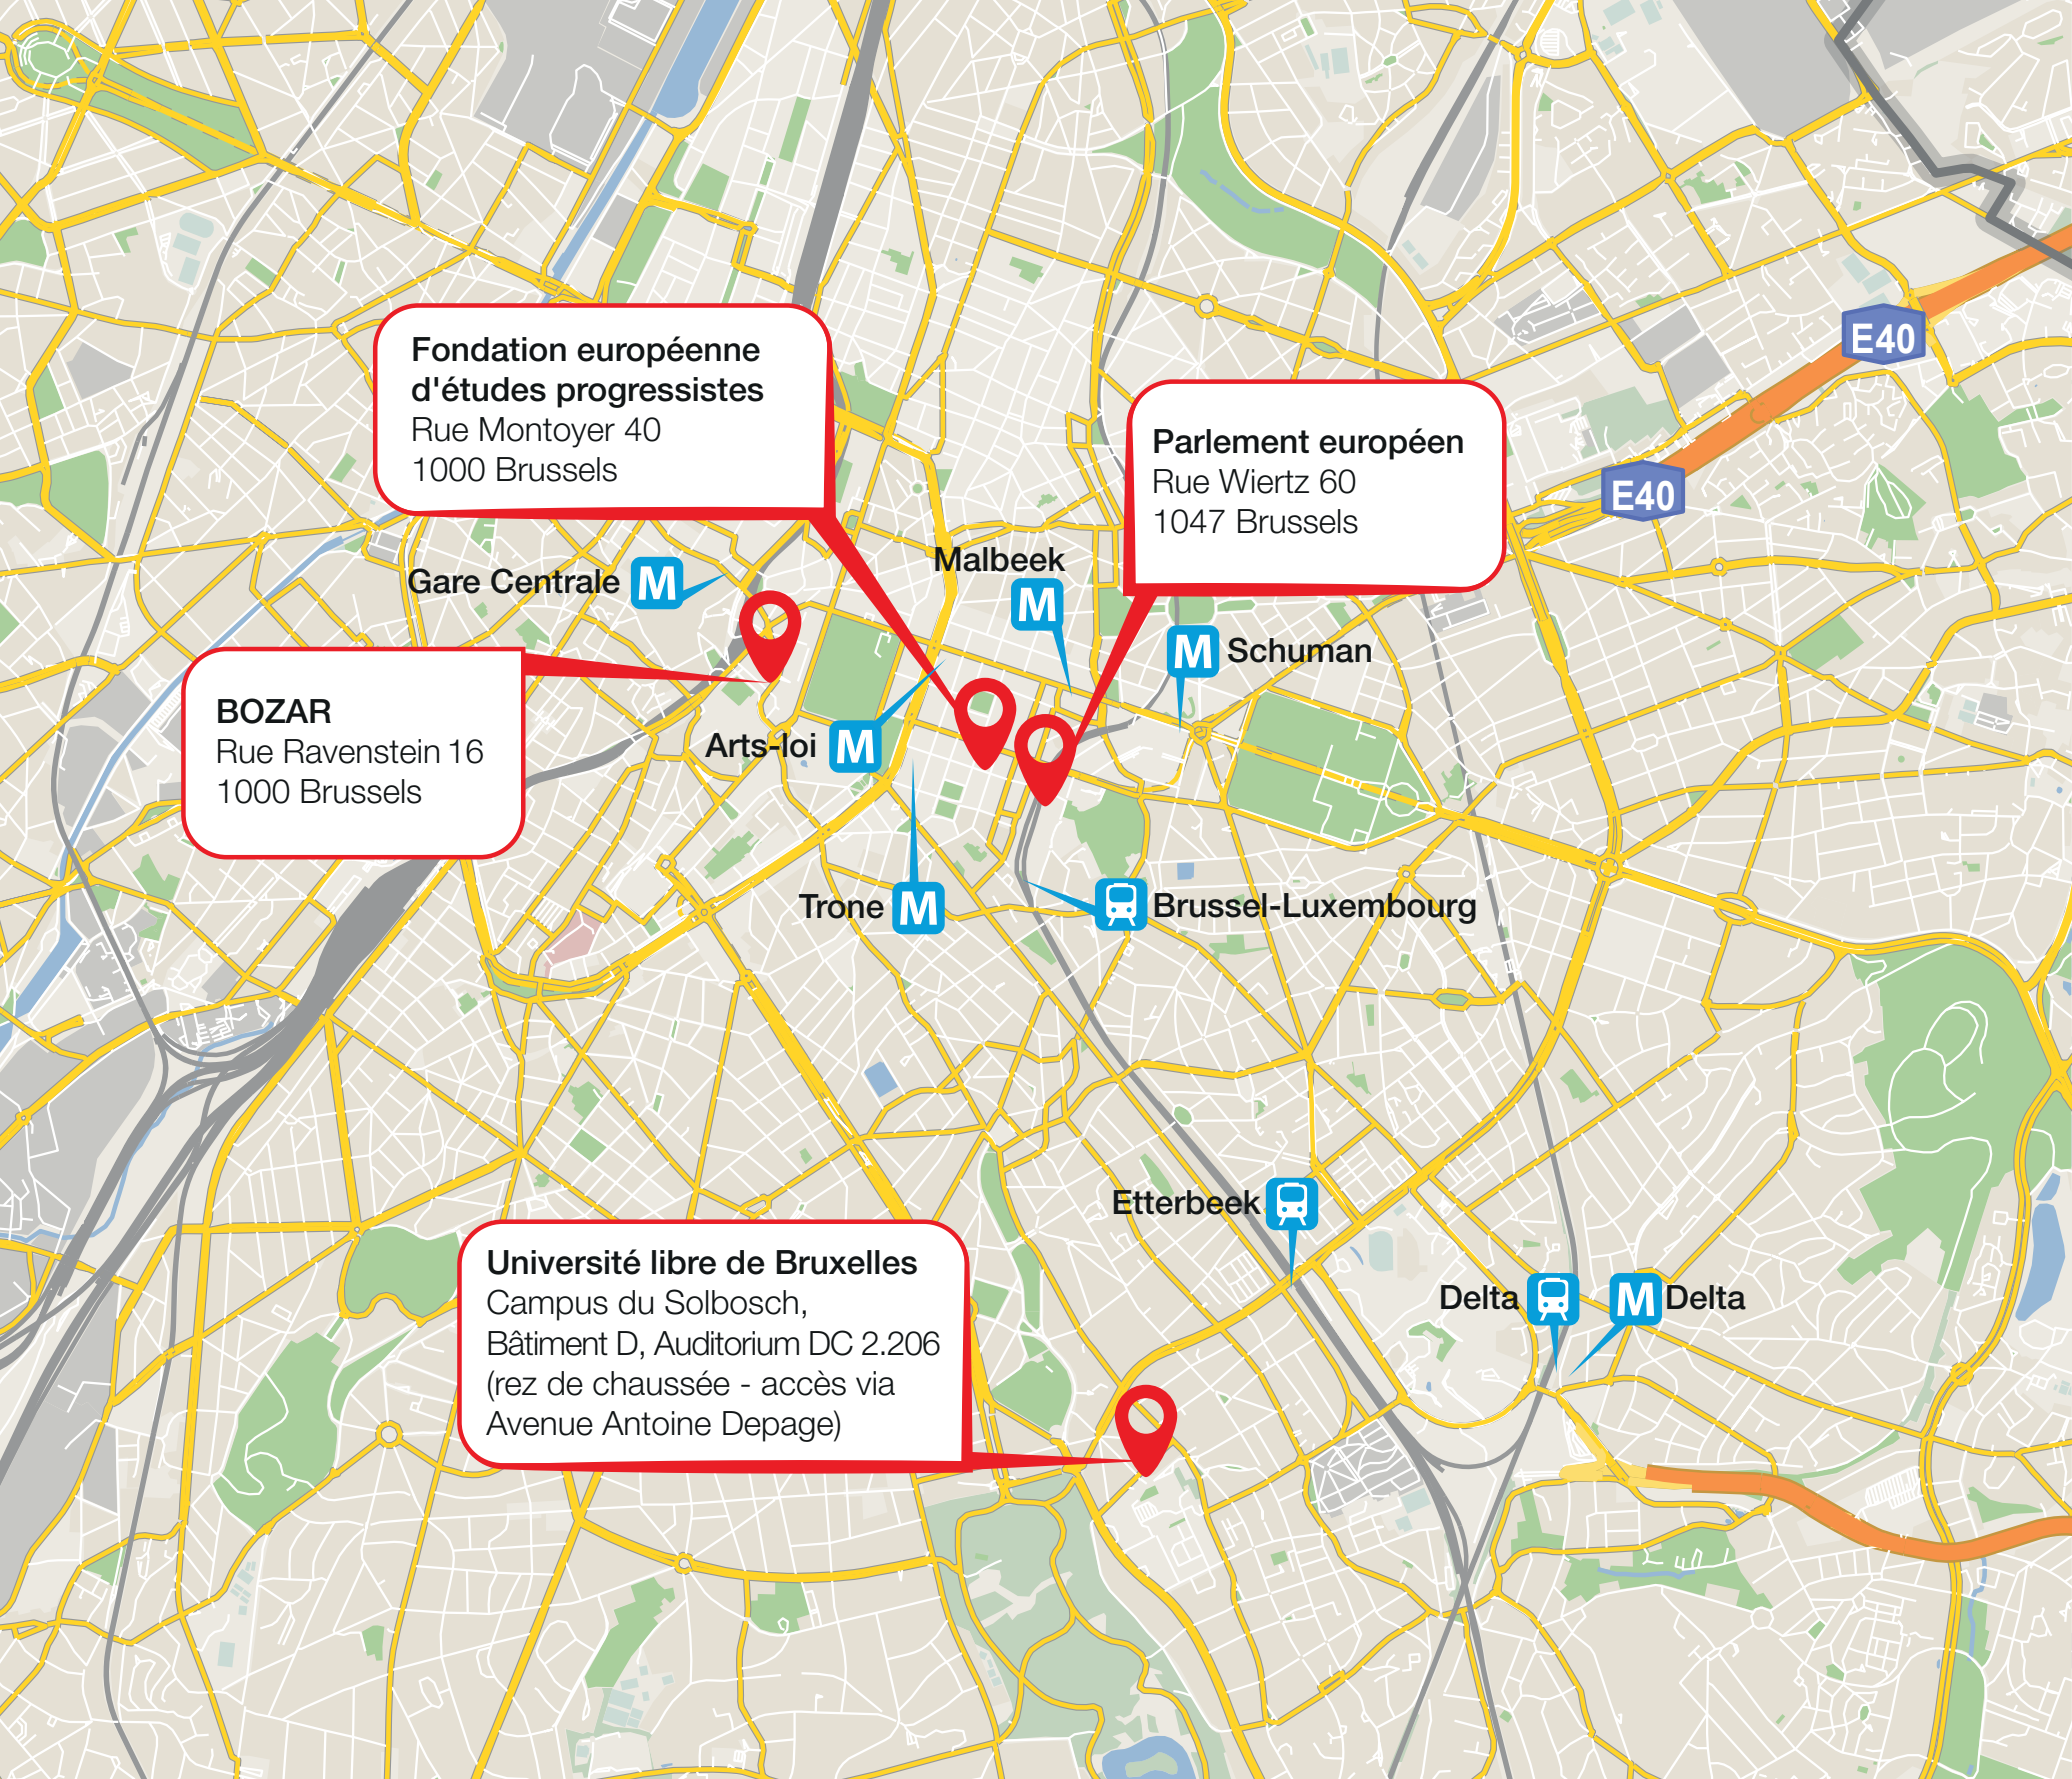 E40
Fondation européenne
d'études progressistes
Rue Montoyer 40
1000 Brussels
Parlement européen
Rue Wiertz 60
1047 Brussels
E40
Malbeek
M
Gare Centrale M
M Schuman
BOZAR
Rue Ravenstein 16
1000 Brussels
Arts-loi M
Trone M
Brussel-Luxembourg
Etterbeek
Université libre de Bruxelles
Campus du Solbosch,
Bâtiment D, Auditorium DC 2.206
(rez de chaussée - accès via
Avenue Antoine Depage)
Delta
M Delta